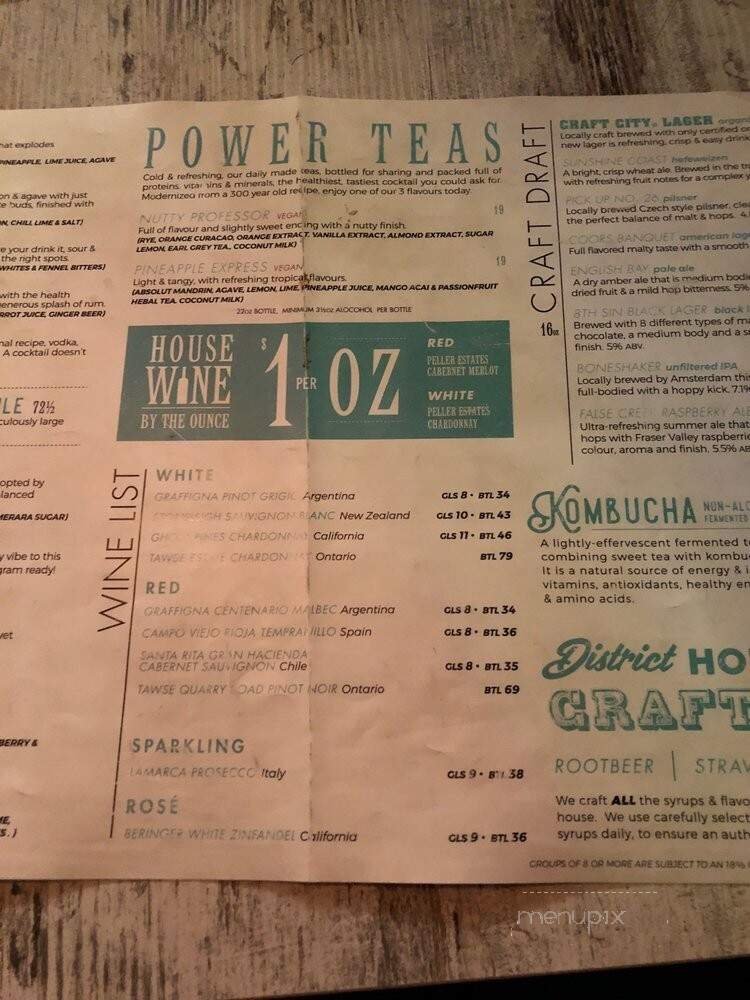 hat explodes
PINEAPPLE, LIME JUICE, AGAVE
on & agave with just
finished with
CHILL, LIME & SALT)
your drink it, sour &
the right spots.
WHITES & FENNEL BITTERS)
with the health
generous splash of rum.
JUICE, GINGER BEER)
recipe, vodka,
A cocktail doesn't
72½
culously large
opted by
alanced
MERARA SUGAR)
y vibe to this
gram ready!
vet
BERRY &
POWER TEAS
Cold & refreshing, our daily made teas, bottled for sharing and packed full of
proteins, vitamins & minerals, the healthiest, tastiest cocktail you could ask for.
Modernized from a 300 year old recipe, enjoy one of our 3 flavours today.
NUTTY PROFESSOR VEGAN 19
Full of flavour and slightly sweet ending with a nutty finish.
(RYE, ORANGE CURACAO, ORANGE EXTRACT, VANILLA EXTRACT, ALMOND EXTRACT, SUGAR
LEMON, EARL GREY TEA, COCONUT MILK)
PINEAPPLE EXPRESS VEGAN 19
Light & tangy, with refreshing tropical flavours.
(ABSOLUT MANDRIN, AGAVE, LEMON, LIME, PINEAPPLE JUICE, MANGO ACAI & PASSIONFRUIT
HEBAL TEA, COCONUT MILK)
22oz BOTTLE, MINIMUM 3½oz ALOCOHOL PER BOTTLE
HOUSE
WINE
BY THE OUNCE
$1 PER OZ
RED
PELLER ESTATES
CABERNET MERLOT
WHITE
PELLER ESTATES
CHARDONNAY
WINE LIST
WHITE
GRAFFIGNA PINOT GRIGIO Argentina GLS 8 • BTL 34
SAUVIGNON BLANC New Zealand GLS 10 • BTL 43
GHOST PINES CHARDONNAY California GLS 11 • BTL 46
TAWSE ESTATE CHARDONNAY Ontario BTL 79
RED
GRAFFIGNA CENTENARIO MALBEC Argentina GLS 8 • BTL 34
CAMPO VIEJO RIOJA TEMPRANILLO Spain GLS 8 • BTL 36
SANTA RITA GRAN HACIENDA
CABERNET SAUVIGNON Chile GLS 8 • BTL 35
TAWSE QUARRY ROAD PINOT NOIR Ontario BTL 69
SPARKLING
LAMARCA PROSECCO Italy GLS 9 • BTL 38
ROSÉ
BERINGER WHITE ZINFANDEL California GLS 9 • BTL 36
CRAFT DRAFT
16oz
CRAFT CITY LAGER organ
Locally craft brewed with only certified o
new lager is refreshing, crisp & easy drink
SUNSHINE COAST hefeweizen
A bright, crisp wheat ale. Brewed in the tr
with refreshing fruit notes for a complex y
PICK UP NO. 26 pilsner
Locally brewed Czech style pilsner, clea
the perfect balance of malt & hops. 4
COORS BANQUET american lage
Full flavored malty taste with a smooth
ENGLISH BAY pale ale
A dry amber ale that is medium bodie
dried fruit & a mild hop bitterness. 5%
8TH SIN BLACK LAGER black l
Brewed with 8 different types of ma
chocolate, a medium body and a s
finish. 5% ABV.
BONESHAKER unfiltered IPA
Locally brewed by Amsterdam this
full-bodied with a hoppy kick. 7.1%
FALSE CREEK RASPBERRY AL
Ultra-refreshing summer ale that
hops with Fraser Valley raspberrie
colour, aroma and finish. 5.5% AB
KOMBUCHA NON-ALC
FERMENTED
A lightly-effervescent fermented t
combining sweet tea with kombuc
It is a natural source of energy & i
vitamins, antioxidants, healthy en
& amino acids.
District HO
CRAFT
ROOTBEER | STRAW
We craft ALL the syrups & flavo
house. We use carefully select
syrups daily, to ensure an auth
GROUPS OF 8 OR MORE ARE SUBJECT TO AN 18%
menupix